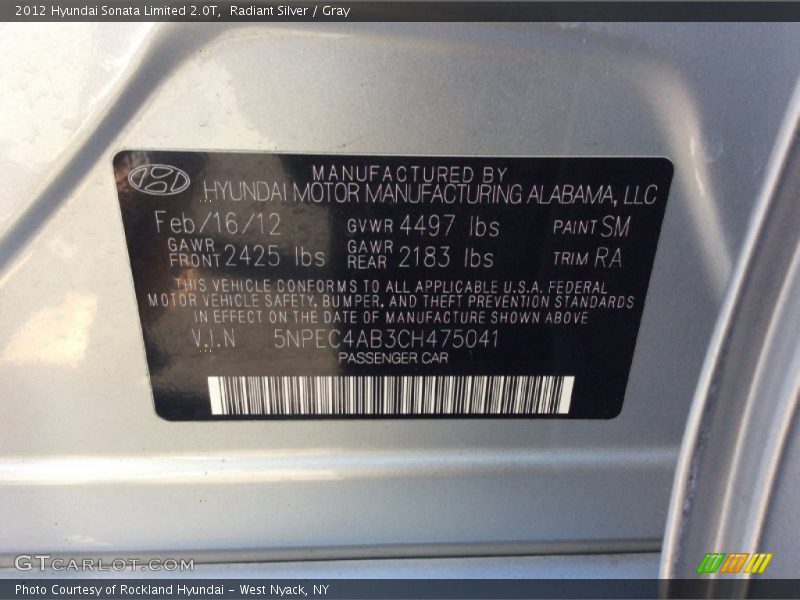 2012 Hyundai Sonata Limited 2.0T, Radiant Silver / Gray
MANUFACTURED BY
HYUNDAI MOTOR MANUFACTURING ALABAMA, LLC
Feb/16/12 GVWR 4497 lbs PAINT SM
GAWR FRONT 2425 lbs GAWR REAR 2183 lbs TRIM RA
THIS VEHICLE CONFORMS TO ALL APPLICABLE U.S.A. FEDERAL
MOTOR VEHICLE SAFETY, BUMPER, AND THEFT PREVENTION STANDARDS
IN EFFECT ON THE DATE OF MANUFACTURE SHOWN ABOVE
V.I.N 5NPEC4AB3CH475041
PASSENGER CAR
GTCARLOT.COM
Photo Courtesy of Rockland Hyundai - West Nyack, NY